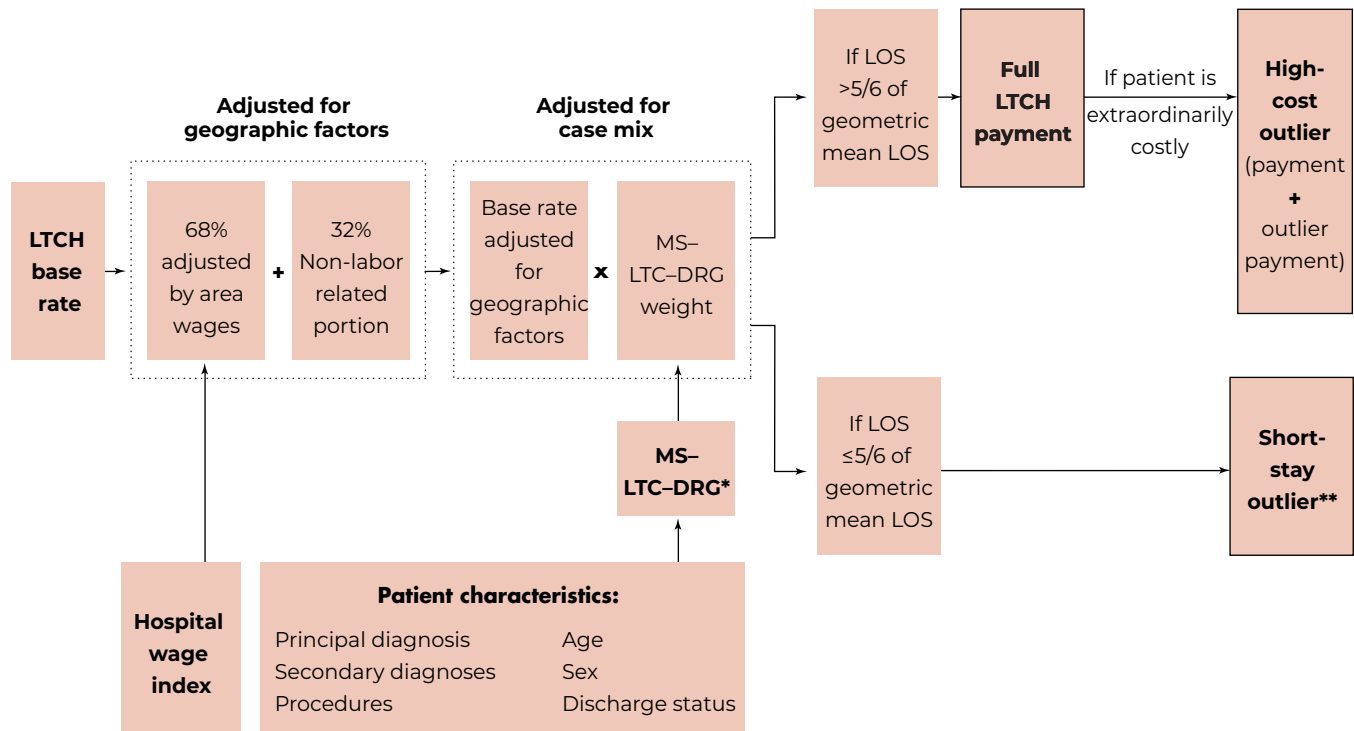 Adjusted for
geographic factors
Adjusted for
case mix
LTCH
base
rate
68%
adjusted
by area
wages
+
32%
Non-labor
related
portion
Base rate
adjusted
for
geographic
factors
x
MS–
LTC–DRG
weight
If LOS
>5/6 of
geometric
mean LOS
Full
LTCH
payment
If patient is
extraordinarily
costly
High-
cost
outlier
(payment
+
outlier
payment)
If LOS
≤5/6 of
geometric
mean LOS
Short-
stay
outlier**
MS–
LTC–DRG*
Hospital
wage
index
Patient characteristics:
Principal diagnosis
Secondary diagnoses
Procedures
Age
Sex
Discharge status